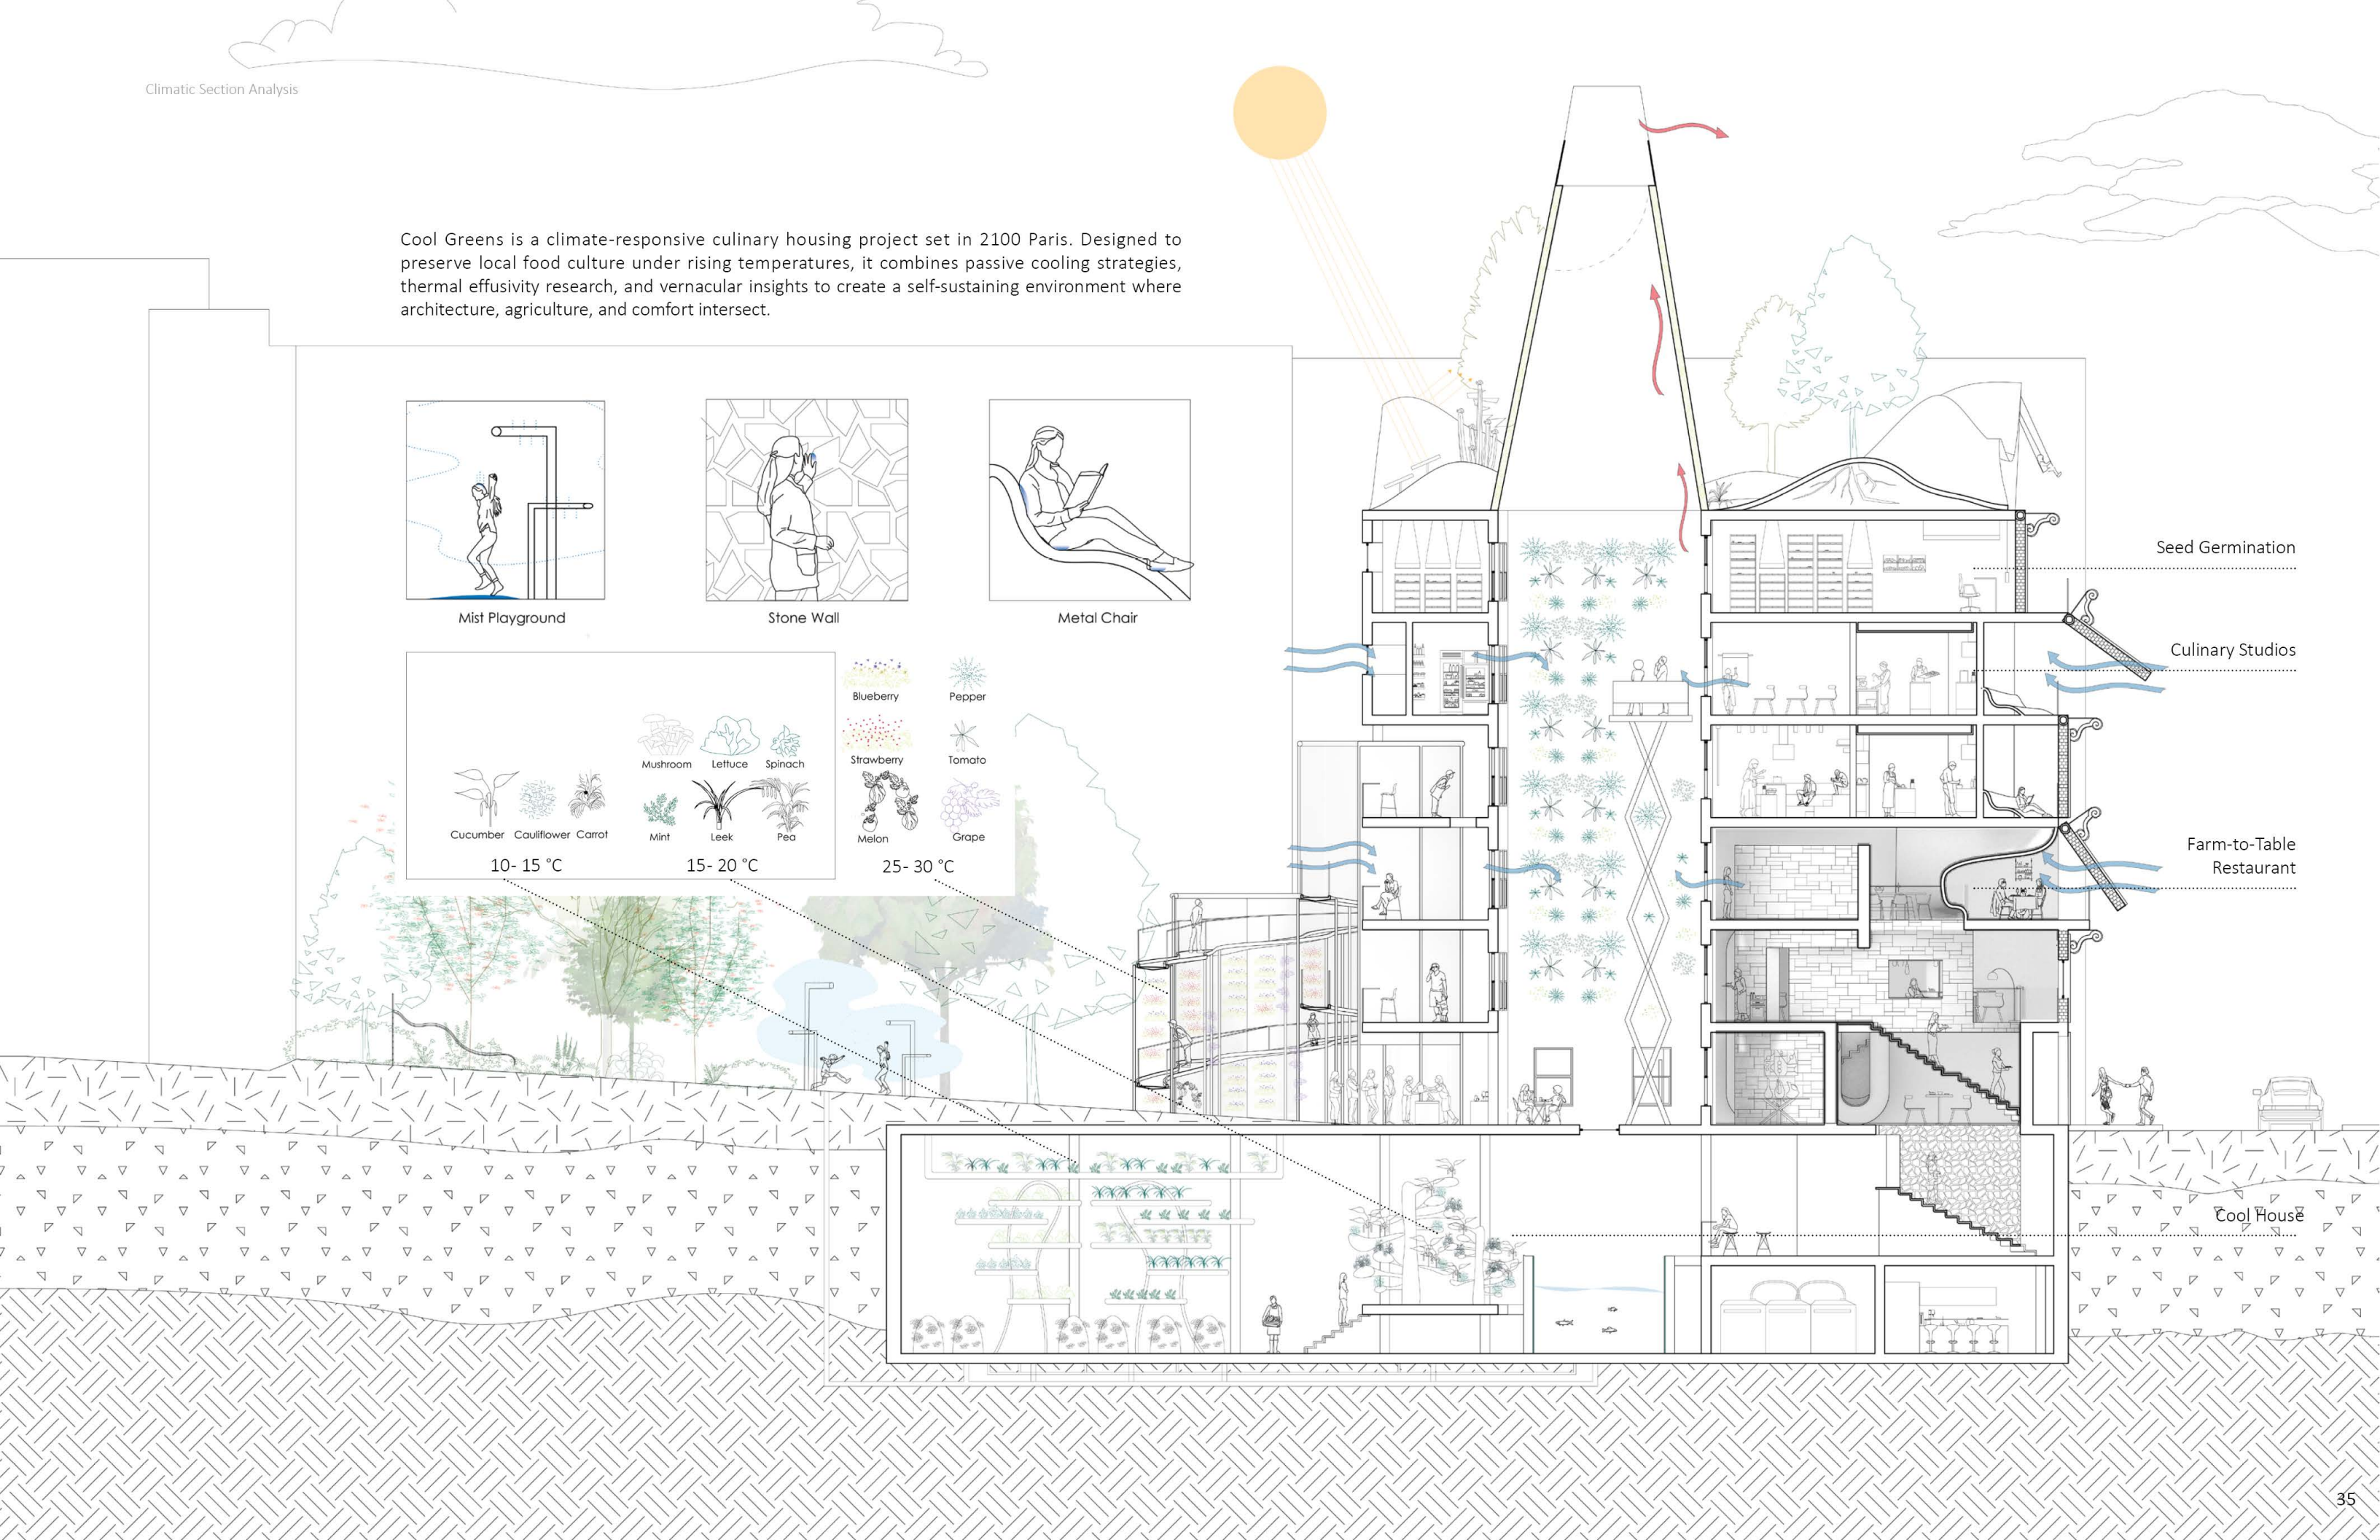 Climatic Section Analysis
Cool Greens is a climate-responsive culinary housing project set in 2100 Paris. Designed to
preserve local food culture under rising temperatures, it combines passive cooling strategies,
thermal effusivity research, and vernacular insights to create a self-sustaining environment where
architecture, agriculture, and comfort intersect.
Mist Playground
Stone Wall
Metal Chair
Blueberry
Pepper
Mushroom
Lettuce
Spinach
Strawberry
Tomato
Cucumber
Cauliflower
Carrot
Mint
Leek
Pea
Melon
Grape
10- 15 °C
15- 20 °C
25- 30 °C
Seed Germination
Culinary Studios
Farm-to-Table
Restaurant
Cool House
35